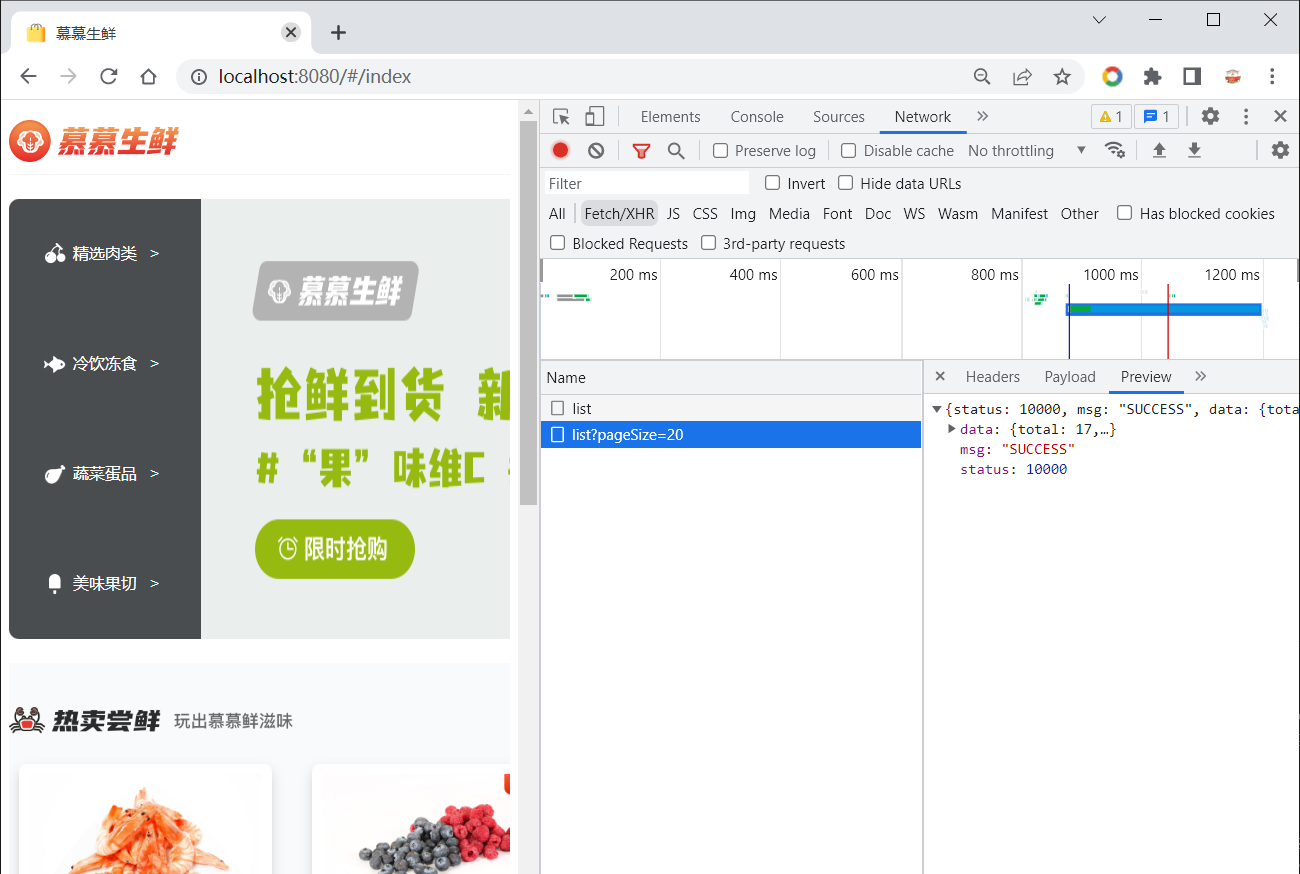 慕慕生鲜
localhost:8080/#/index
慕慕生鲜
精选肉类 >
冷饮冻食 >
蔬菜蛋品 >
美味果切 >
慕慕生鲜
抢鲜到货 新
#“果”味维C
限时抢购
热卖尝鲜 玩出慕慕鲜滋味
Elements Console Sources Network » 1 1
Preserve log Disable cache No throttling
Filter Invert Hide data URLs
All Fetch/XHR JS CSS Img Media Font Doc WS Wasm Manifest Other Has blocked cookies
Blocked Requests 3rd-party requests
200 ms 400 ms 600 ms 800 ms 1000 ms 1200 ms
Name
list
list?pageSize=20
× Headers Payload Preview »
{status: 10000, msg: "SUCCESS", data: {tota
data: {total: 17,…}
msg: "SUCCESS"
status: 10000